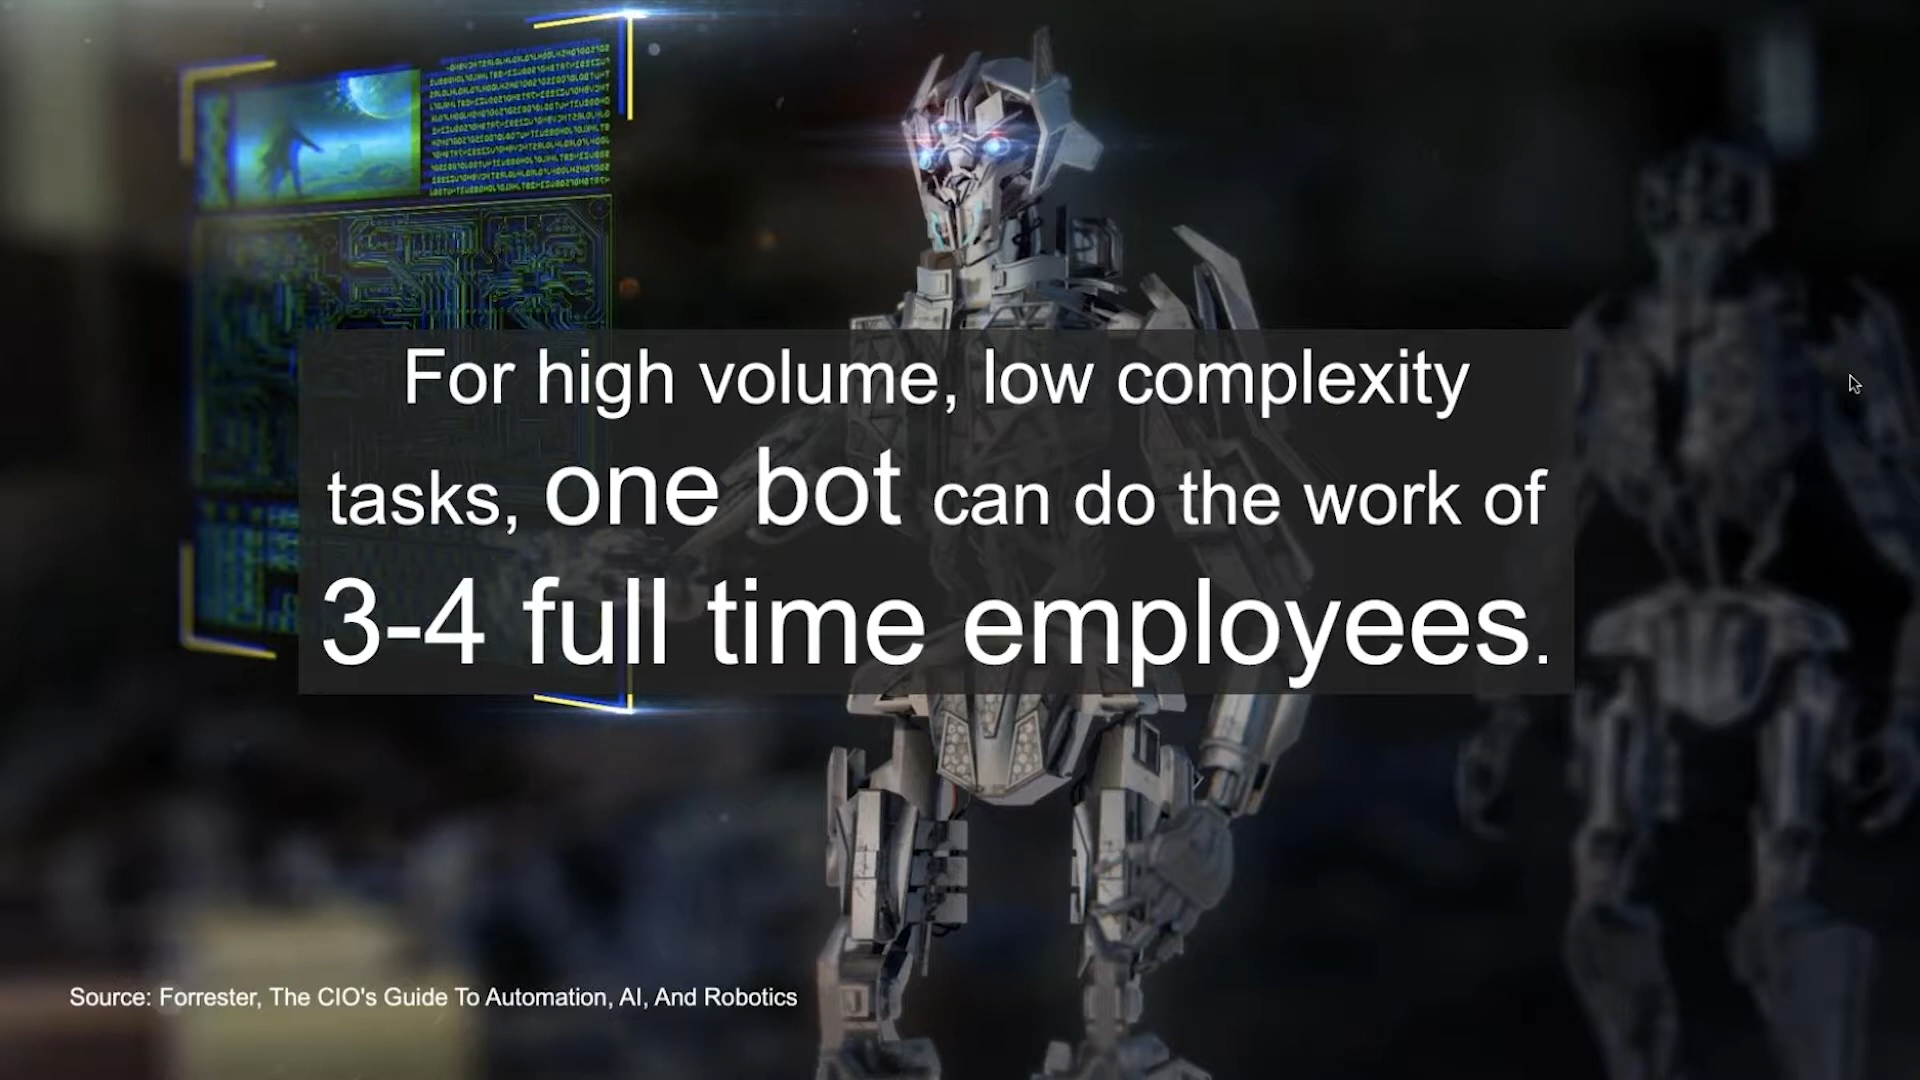 For high volume, low complexity
tasks, one bot can do the work of
3-4 full time employees.
Source: Forrester, The CIO's Guide To Automation, AI, And Robotics